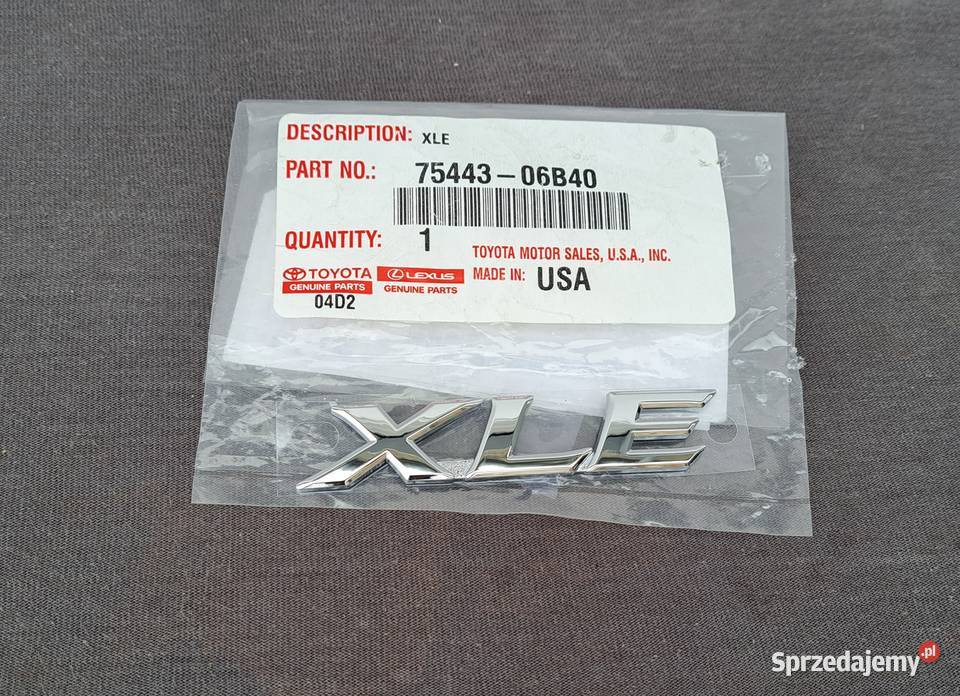 DESCRIPTION: XLE
PART NO.: 75443-06B40
QUANTITY: 1
TOYOTA MOTOR SALES, U.S.A., INC.
TOYOTA LEXUS MADE IN: USA
GENUINE PARTS GENUINE PARTS
04D2
XLE
Sprzedajemy.pl